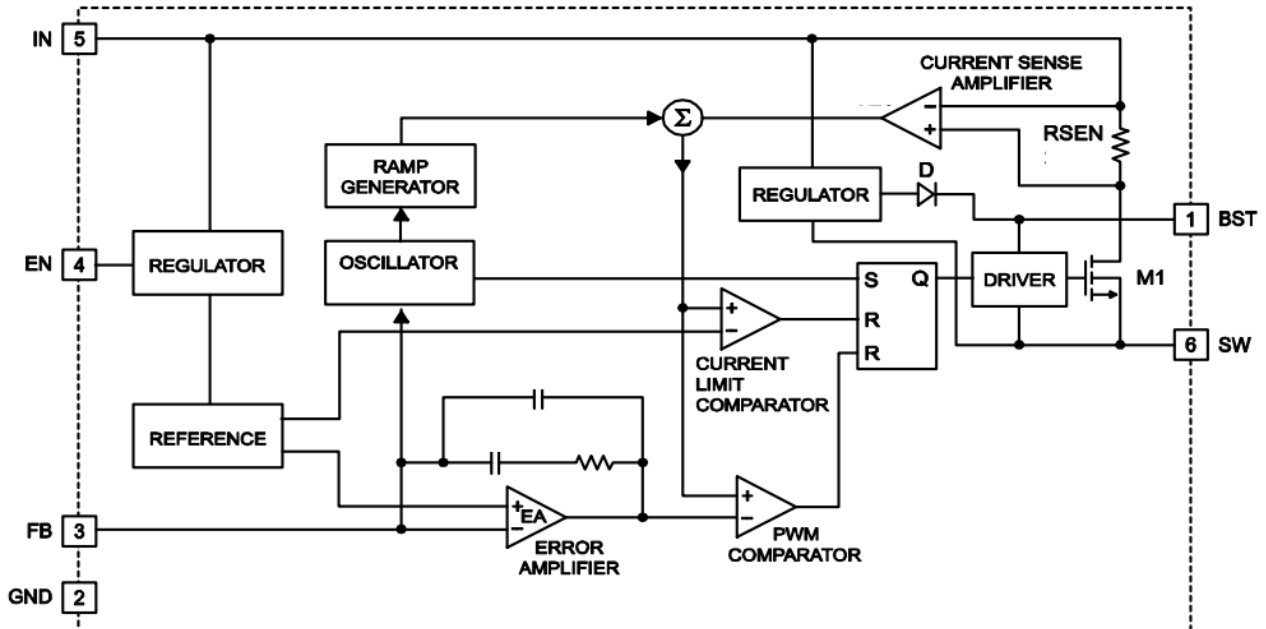 IN 5
CURRENT SENSE
AMPLIFIER
−
+
Σ
RSEN
RAMP
GENERATOR
D
REGULATOR
1 BST
EN 4
REGULATOR
OSCILLATOR
S Q
DRIVER
M1
+
−
R
R
6 SW
CURRENT
LIMIT
COMPARATOR
REFERENCE
+
EA
−
+
−
FB 3
ERROR
AMPLIFIER
PWM
COMPARATOR
GND 2